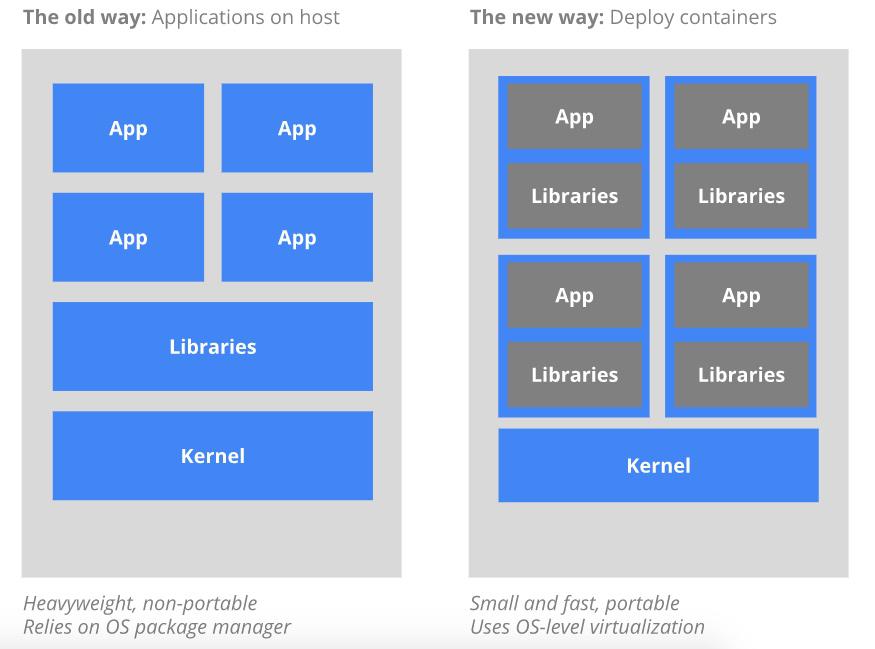 The old way: Applications on host
App
App
App
App
Libraries
Kernel
Heavyweight, non-portable
Relies on OS package manager
The new way: Deploy containers
App
Libraries
App
Libraries
App
Libraries
App
Libraries
Kernel
Small and fast, portable
Uses OS-level virtualization